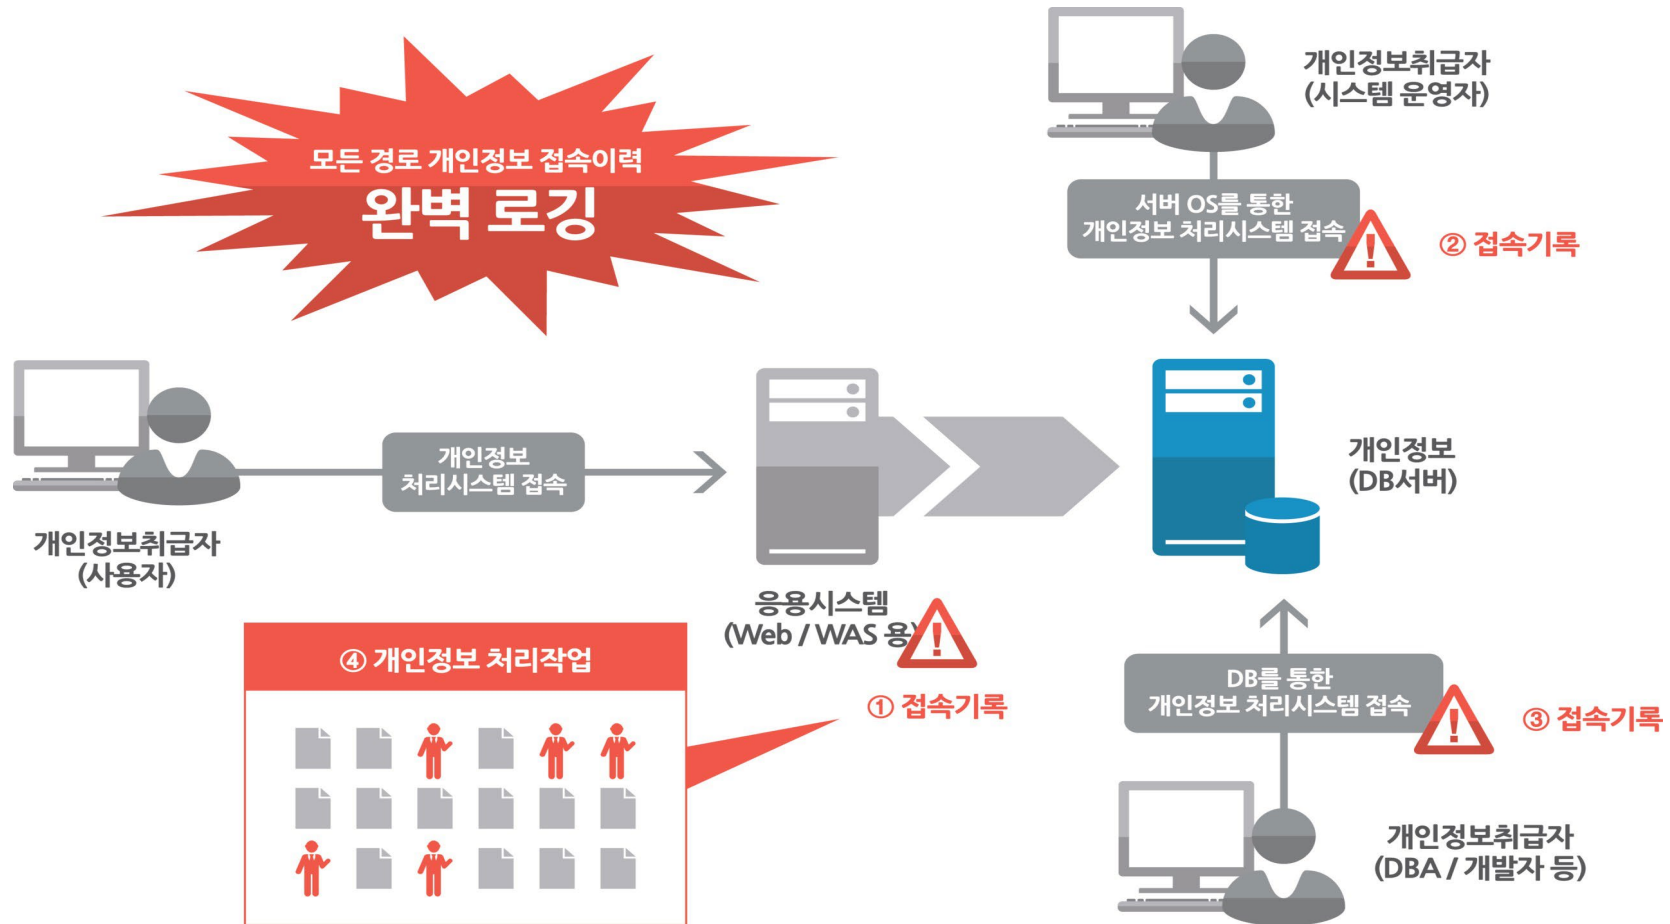 모든 경로 개인정보 접속이력
완벽 로깅
개인정보취급자
(시스템 운영자)
서버 OS를 통한
개인정보 처리시스템 접속
② 접속기록
개인정보
처리시스템 접속
개인정보취급자
(사용자)
응용시스템
(Web / WAS 용)
① 접속기록
개인정보
(DB서버)
④ 개인정보 처리작업
DB를 통한
개인정보 처리시스템 접속
③ 접속기록
개인정보취급자
(DBA / 개발자 등)